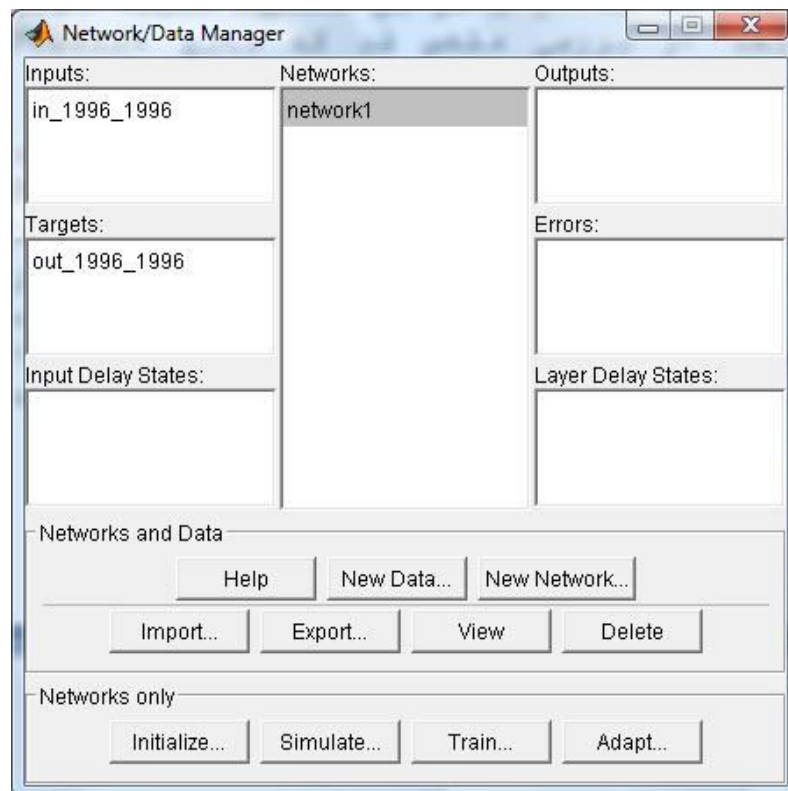 Network/Data Manager
Inputs:
in_1996_1996
Networks:
network1
Outputs:
Targets:
out_1996_1996
Errors:
Input Delay States:
Layer Delay States:
Networks and Data
Help New Data... New Network...
Import... Export... View Delete
Networks only
Initialize... Simulate... Train... Adapt...